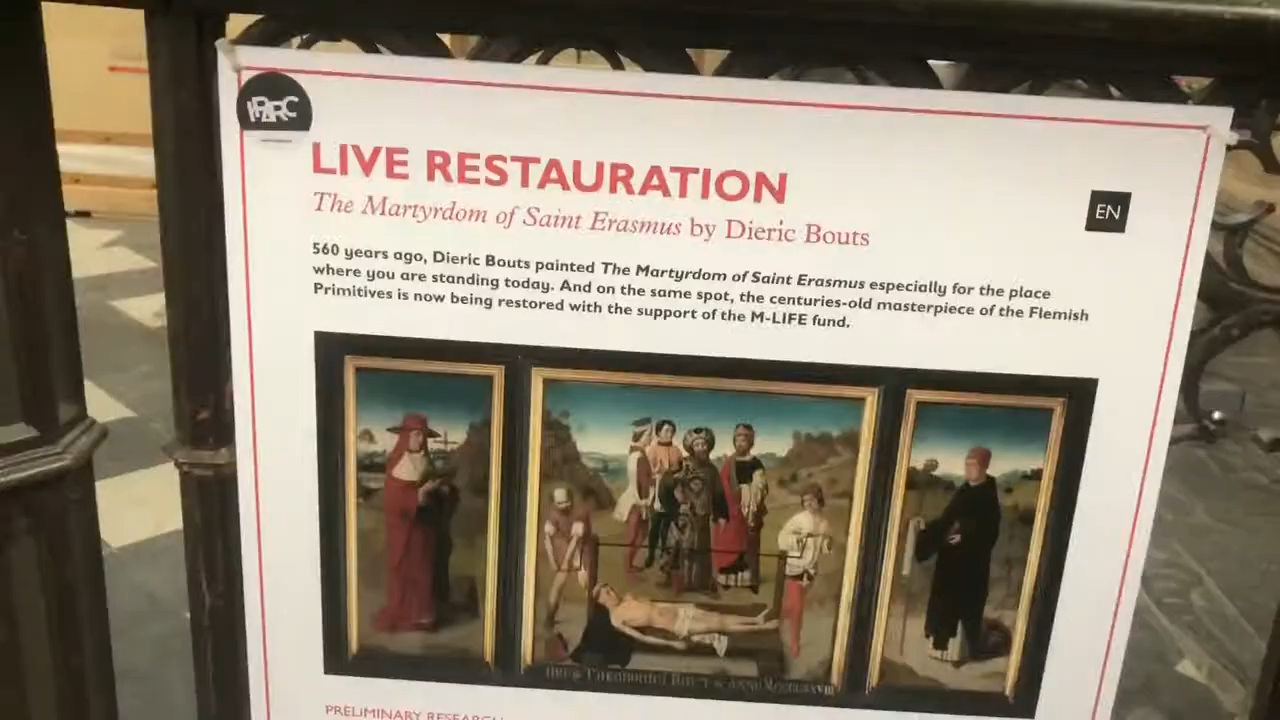 IPARC
LIVE RESTAURATION
EN
The Martyrdom of Saint Erasmus by Dieric Bouts
560 years ago, Dieric Bouts painted The Martyrdom of Saint Erasmus especially for the place
where you are standing today. And on the same spot, the centuries-old masterpiece of the Flemish
Primitives is now being restored with the support of the M-LIFE fund.
PRELIMINARY RESEARCH